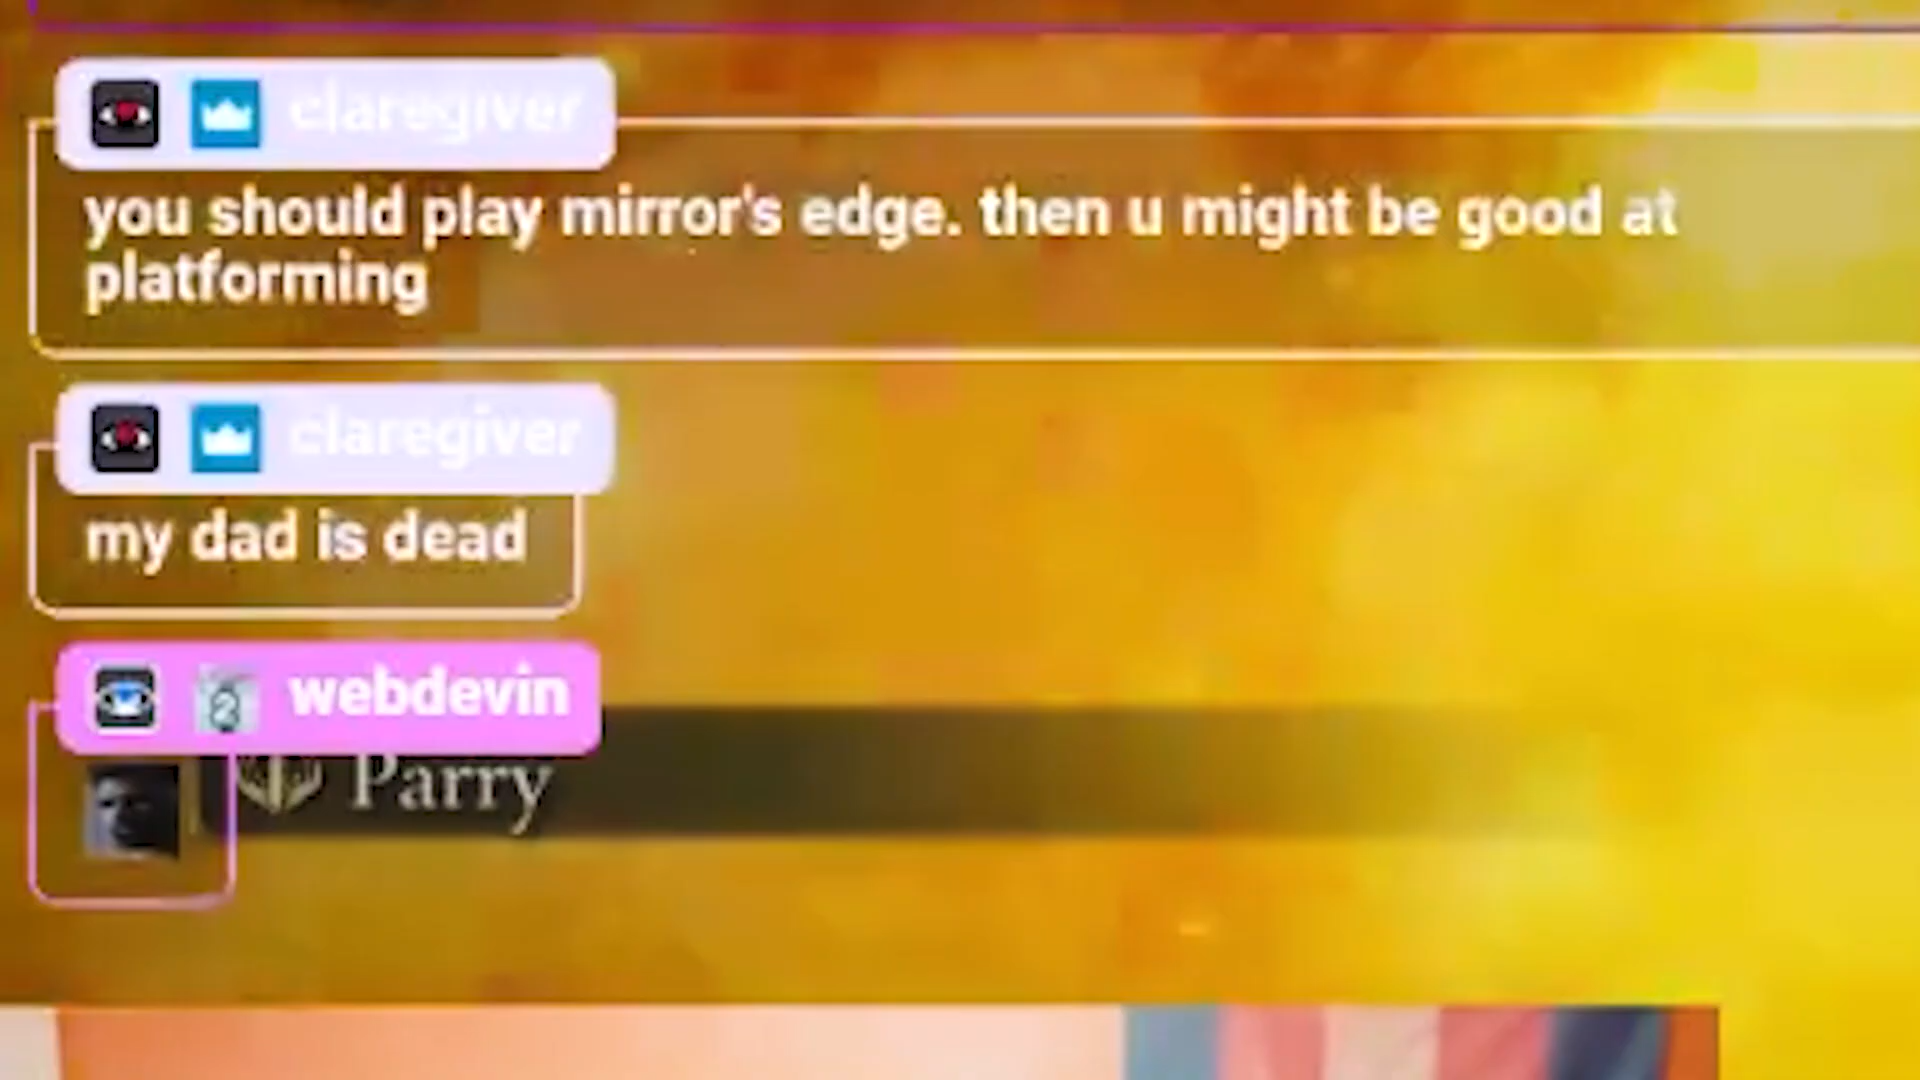 claregiver
you should play mirror's edge. then u might be good at
platforming
claregiver
my dad is dead
webdevin
Parry